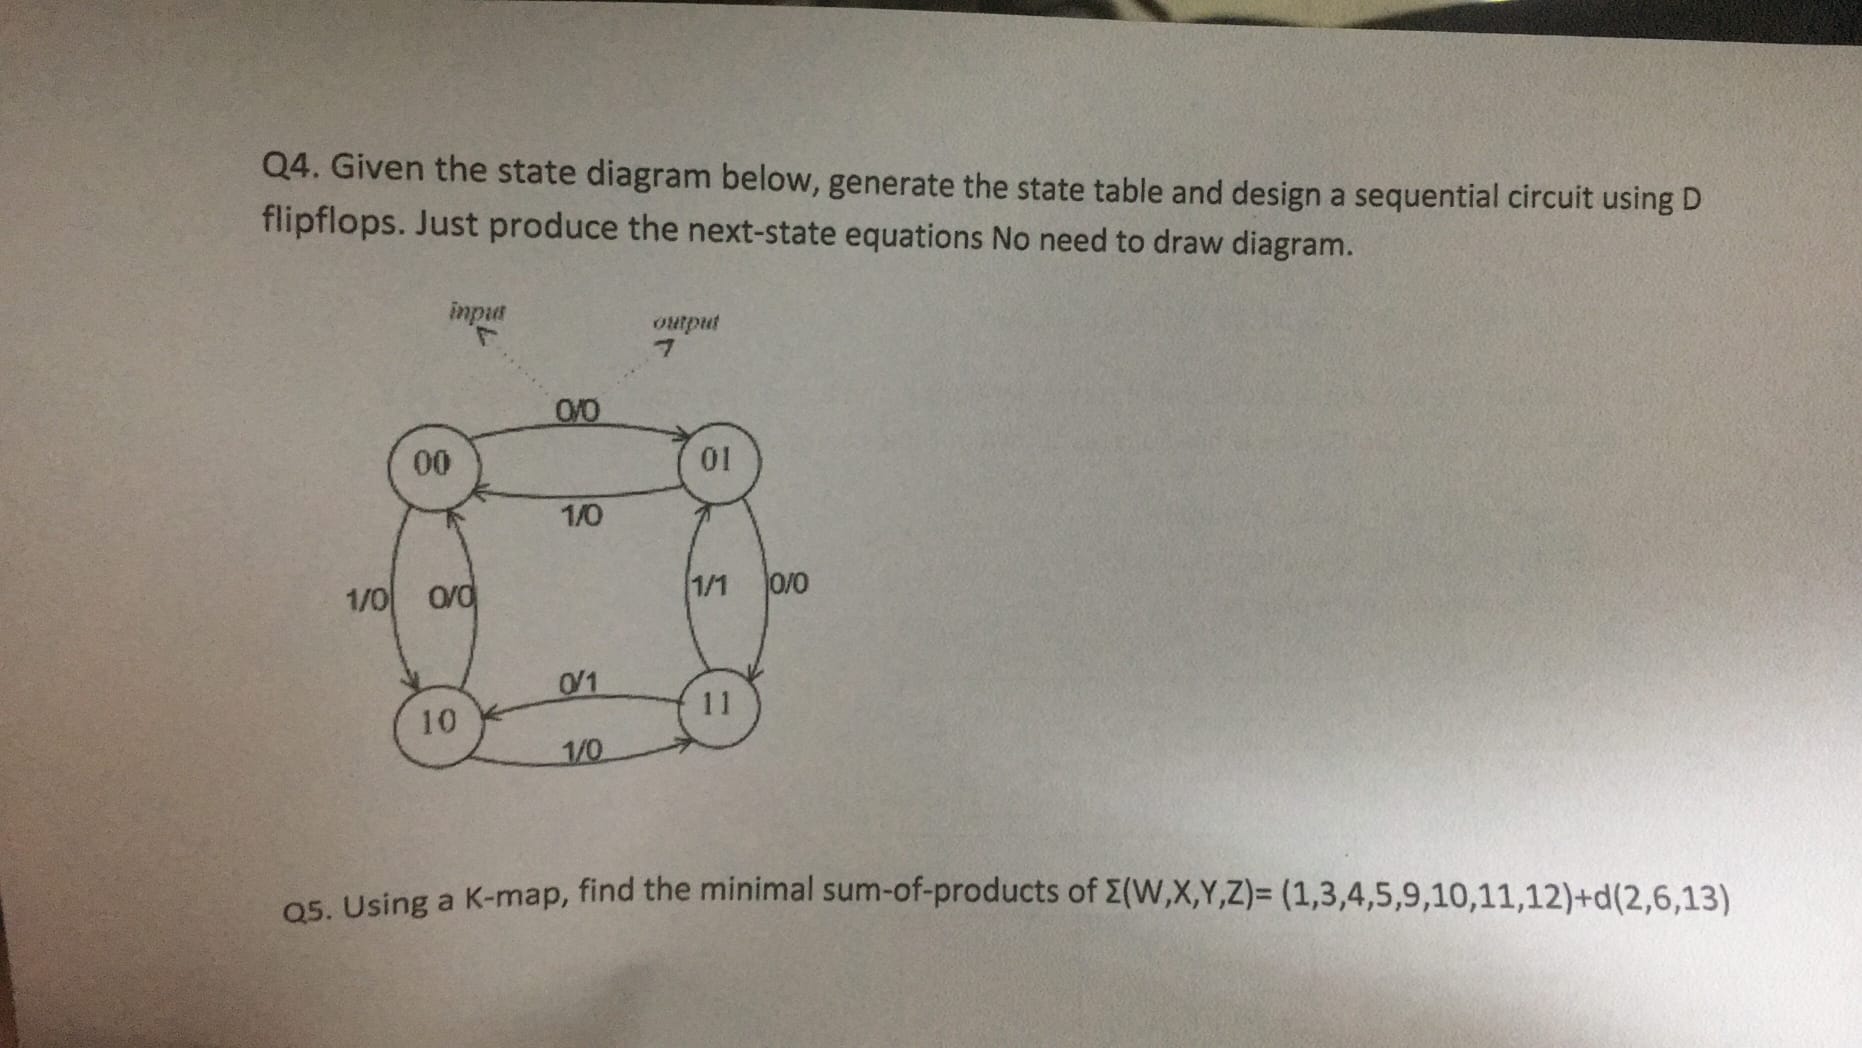 Q4. Given the state diagram below, generate the state table and design a sequential circuit using D
flipflops. Just produce the next-state equations No need to draw diagram.
input
output
0/0
00
01
1/0
1/0
0/0
1/1
0/0
0/1
10
11
1/0
Q5. Using a K-map, find the minimal sum-of-products of Σ(W,X,Y,Z)= (1,3,4,5,9,10,11,12)+d(2,6,13)